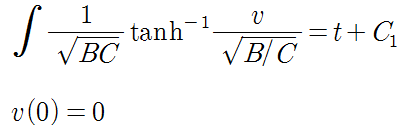 ∫ 1/√(BC) tanh⁻¹ v/√(B/C) = t + C₁
v(0) = 0